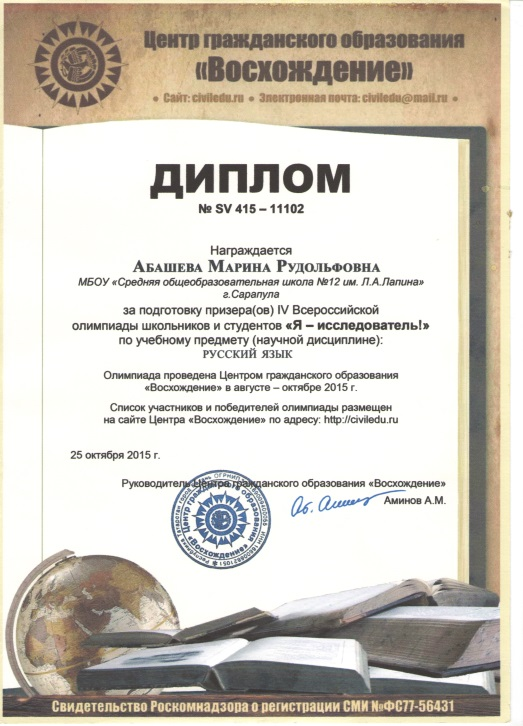 Центр гражданского образования
«Восхождение»
• Сайт: civiledu.ru • Электронная почта: civiledu@mail.ru •
ДИПЛОМ
№ SV 415 – 11102
Награждается
Абашева Марина Рудольфовна
МБОУ «Средняя общеобразовательная школа №12 им. Л.А.Лапина»
г.Сарапула
за подготовку призера(ов) IV Всероссийской
олимпиады школьников и студентов «Я – исследователь!»
по учебному предмету (научной дисциплине):
РУССКИЙ ЯЗЫК
Олимпиада проведена Центром гражданского образования
«Восхождение» в августе – октябре 2015 г.
Список участников и победителей олимпиады размещен
на сайте Центра «Восхождение» по адресу: http://civiledu.ru
25 октября 2015 г.
Руководитель Центра гражданского образования «Восхождение»
Аминов А.М.
Центр гражданского образования
«Восхождение»
Свидетельство Роскомнадзора о регистрации СМИ №ФС77-56431